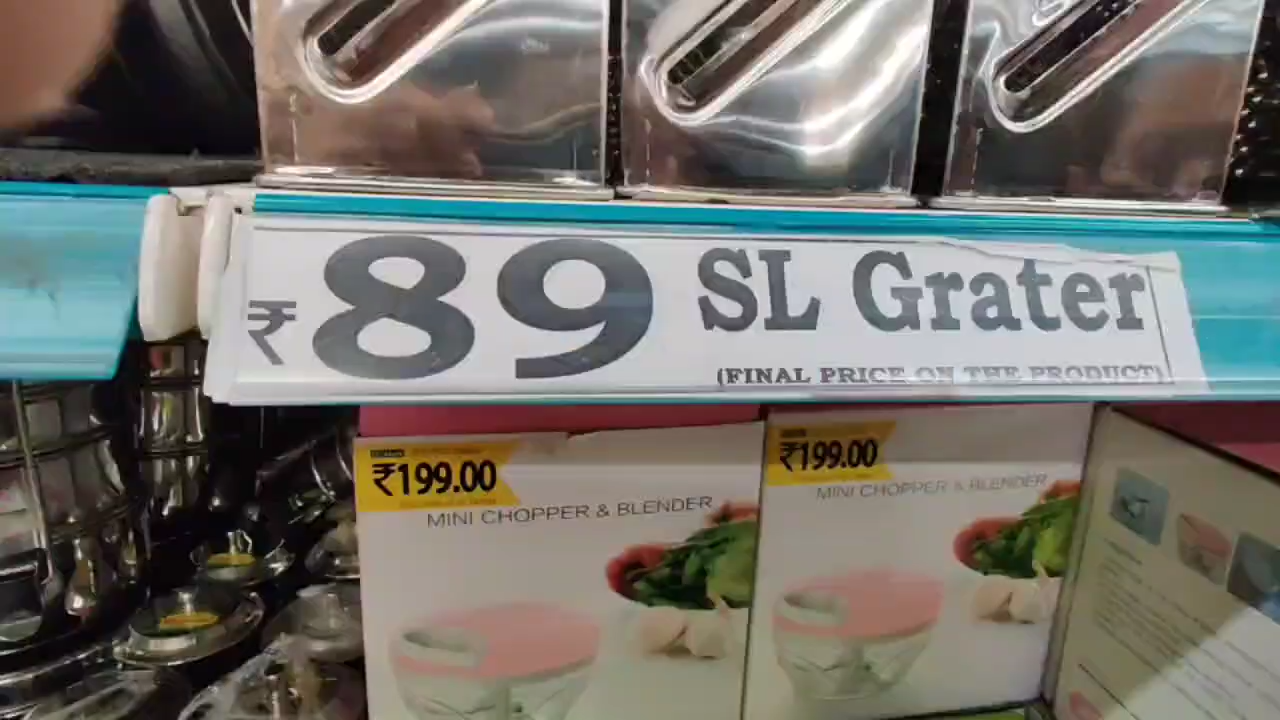 ₹89 SL Grater
(FINAL PRICE ON THE PRODUCT)
₹199.00
MINI CHOPPER & BLENDER
₹199.00
MINI CHOPPER & BLENDER